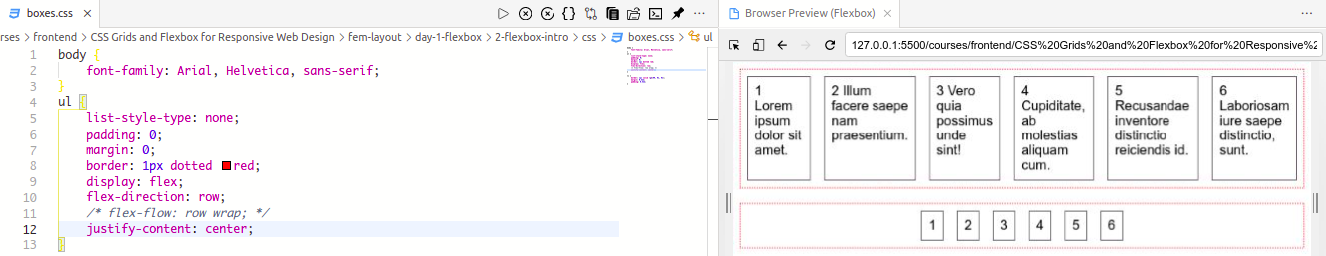 boxes.css
rses > frontend > CSS Grids and Flexbox for Responsive Web Design > fem-layout > day-1-flexbox > 2-flexbox-intro > css > boxes.css > ul
1 body {
2 font-family: Arial, Helvetica, sans-serif;
3 }
4 ul {
5 list-style-type: none;
6 padding: 0;
7 margin: 0;
8 border: 1px dotted red;
9 display: flex;
10 flex-direction: row;
11 /* flex-flow: row wrap; */
12 justify-content: center;
13 }
Browser Preview (Flexbox)
127.0.0.1:5500/courses/frontend/CSS%20Grids%20and%20Flexbox%20for%20Responsive%2
1
Lorem
ipsum
dolor sit
amet.
2 Illum
facere saepe
nam
praesentium.
3 Vero
quia
possimus
unde
sint!
4
Cupiditate,
ab
molestias
aliquam
cum.
5
Recusandae
inventore
distinctio
reiciendis id.
6
Laboriosam
iure saepe
distinctio,
sunt.
1 2 3 4 5 6